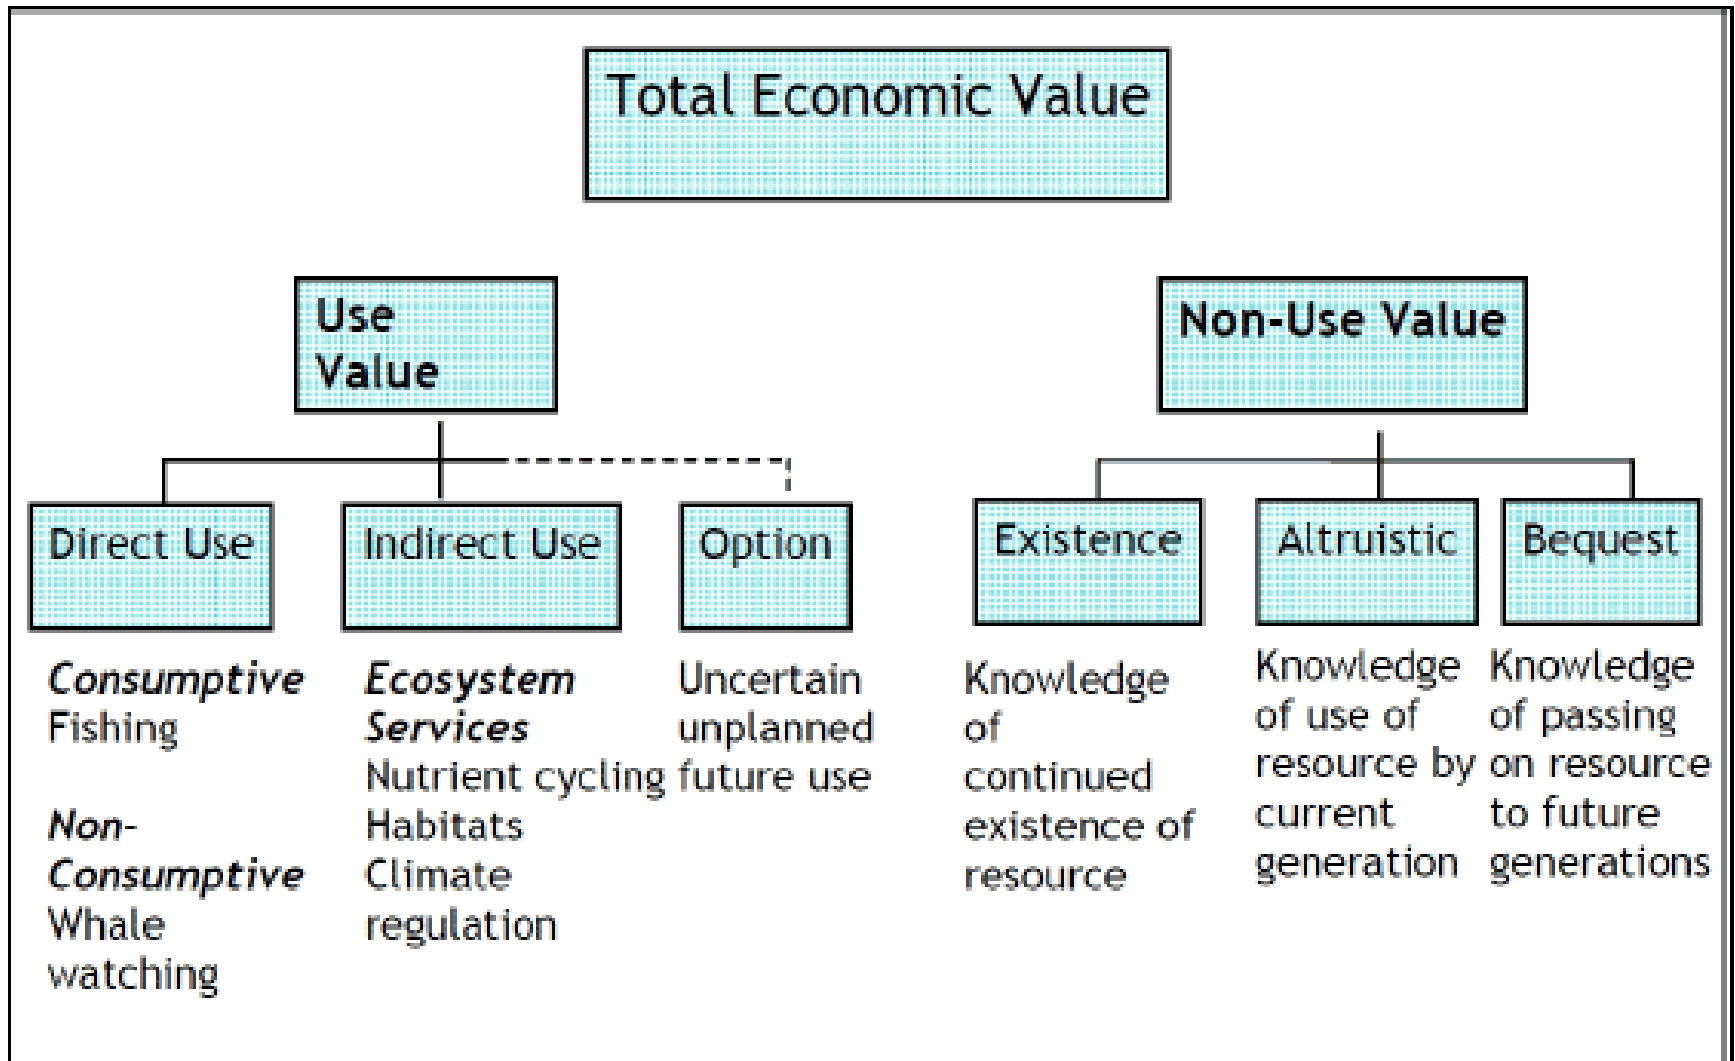 Total Economic Value
Use
Value
Non-Use Value
Direct Use
Indirect Use
Option
Existence
Altruistic
Bequest
Consumptive
Fishing
Non-
Consumptive
Whale
watching
Ecosystem
Services
Nutrient cycling
Habitats
Climate
regulation
Uncertain
unplanned
future use
Knowledge
of
continued
existence of
resource
Knowledge
of use of
resource by
current
generation
Knowledge
of passing
on resource
to future
generations